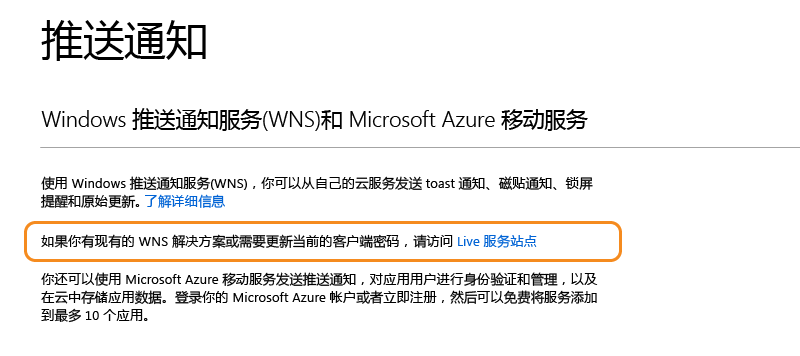 推送通知
Windows 推送通知服务(WNS)和 Microsoft Azure 移动服务
使用 Windows 推送通知服务(WNS)，你可以从自己的云服务发送 toast 通知、磁贴通知、锁屏
提醒和原始更新。了解详细信息
如果你有现有的 WNS 解决方案或需要更新当前的客户端密码，请访问 Live 服务站点
你还可以使用 Microsoft Azure 移动服务发送推送通知，对应用用户进行身份验证和管理，以及
在云中存储应用数据。登录你的 Microsoft Azure 帐户或者立即注册，然后可以免费将服务添加
到最多 10 个应用。